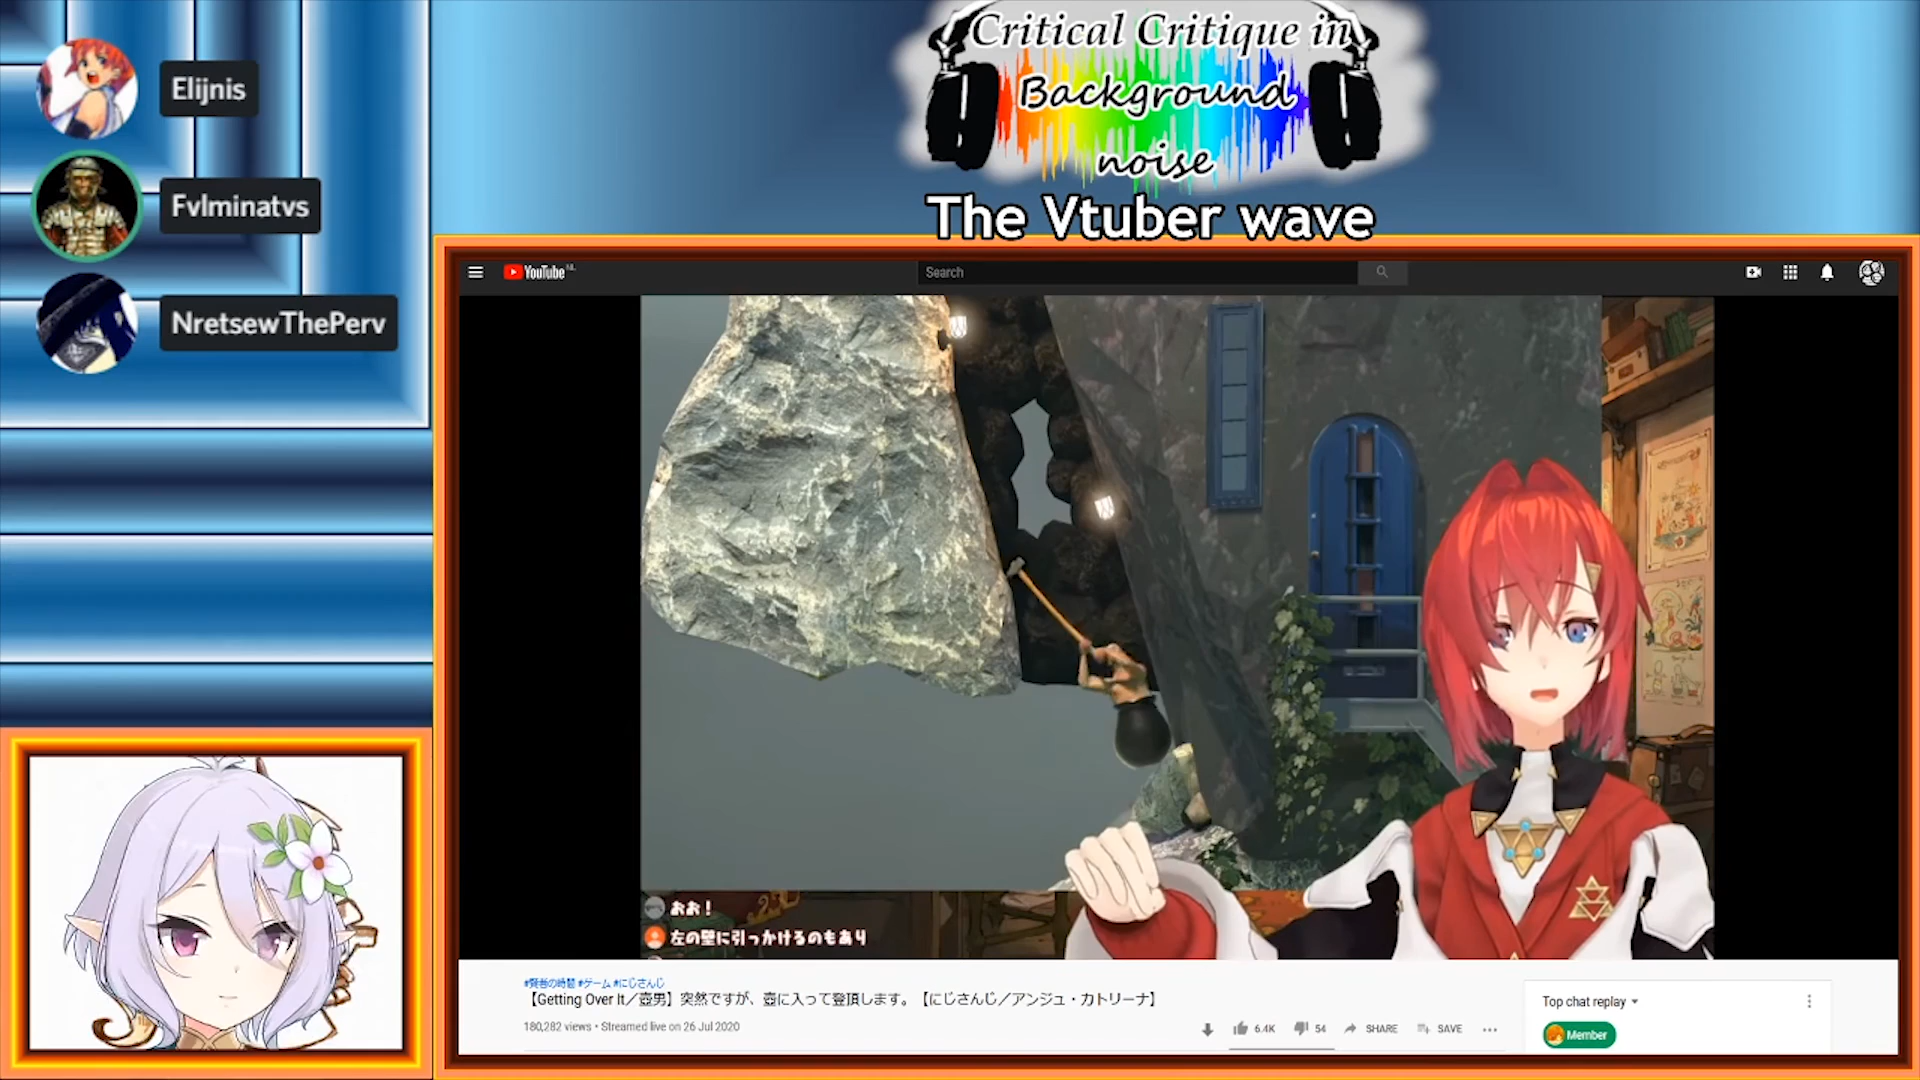 Elijnis
Fvlminatvs
NretsewThePerv
Critical Critique in
Background
noise
The Vtuber wave
YouTube NL
Search
おお！
左の壁に引っかけるのもあり
#賢者の時間 #ゲーム #にじさんじ
【Getting Over It／壺男】突然ですが、壺に入って登頂します。【にじさんじ／アンジュ・カトリーナ】
180,282 views • Streamed live on 26 Jul 2020
6.4K
54
SHARE
SAVE
Top chat replay
Member